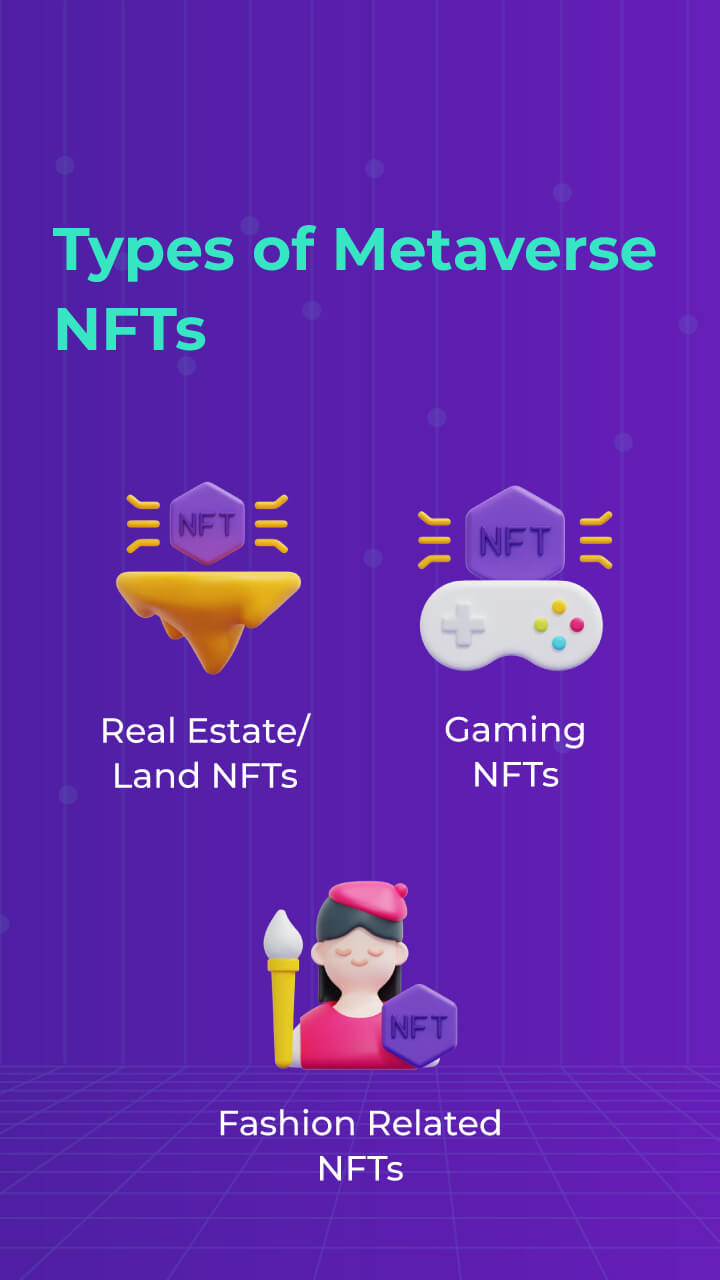 Types of Metaverse
NFTs
NFT
NFT
Real Estate/
Land NFTs
Gaming
NFTs
NFT
Fashion Related
NFTs